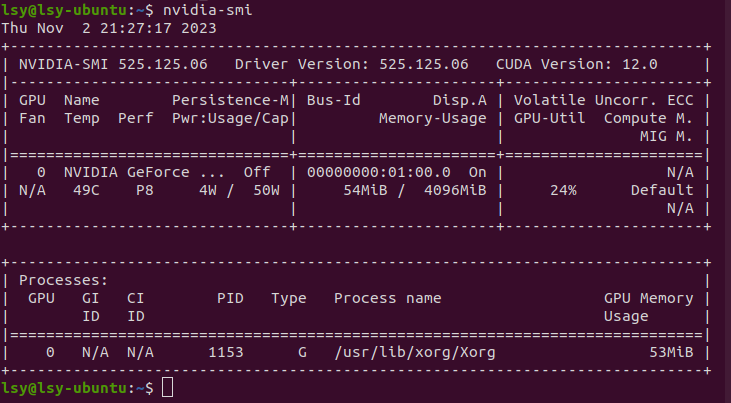 lsy@lsy-ubuntu:~$ nvidia-smi
Thu Nov  2 21:27:17 2023
+-----------------------------------------------------------------------------+
| NVIDIA-SMI 525.125.06   Driver Version: 525.125.06   CUDA Version: 12.0     |
|-------------------------------+----------------------+----------------------+
| GPU  Name        Persistence-M| Bus-Id        Disp.A | Volatile Uncorr. ECC |
| Fan  Temp  Perf  Pwr:Usage/Cap|         Memory-Usage | GPU-Util  Compute M. |
|                               |                      |               MIG M. |
|===============================+======================+======================|
|   0  NVIDIA GeForce ...  Off  | 00000000:01:00.0  On |                  N/A |
| N/A   49C    P8     4W /  50W |     54MiB /  4096MiB |     24%      Default |
|                               |                      |                  N/A |
+-------------------------------+----------------------+----------------------+

+-----------------------------------------------------------------------------+
| Processes:                                                                  |
|  GPU   GI   CI        PID   Type   Process name                  GPU Memory |
|        ID   ID                                                   Usage      |
|=============================================================================|
|    0   N/A  N/A      1153      G   /usr/lib/xorg/Xorg                 53MiB |
+-----------------------------------------------------------------------------+
lsy@lsy-ubuntu:~$